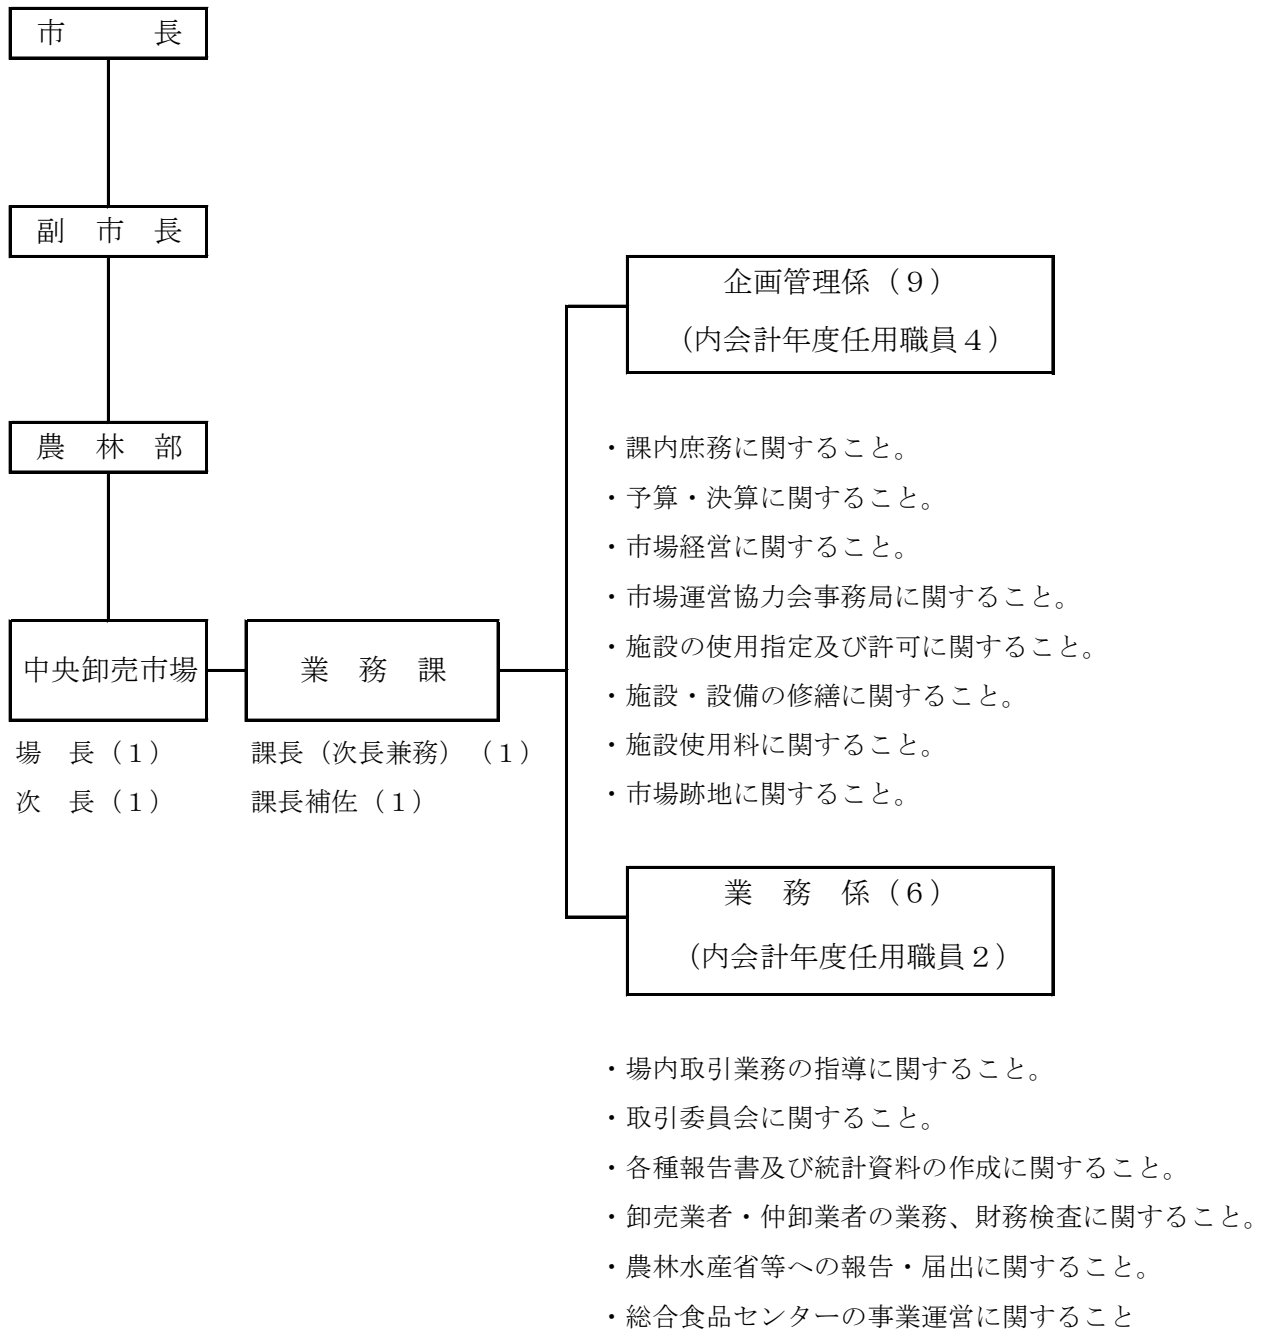 市　　長
副　市　長
農　林　部
中央卸売市場
場　長（１）
次　長（１）
業　務　課
課長（次長兼務）（１）
課長補佐（１）
企画管理係（９）
（内会計年度任用職員４）
・課内庶務に関すること。
・予算・決算に関すること。
・市場経営に関すること。
・市場運営協力会事務局に関すること。
・施設の使用指定及び許可に関すること。
・施設・設備の修繕に関すること。
・施設使用料に関すること。
・市場跡地に関すること。
業　務　係（６）
（内会計年度任用職員２）
・場内取引業務の指導に関すること。
・取引委員会に関すること。
・各種報告書及び統計資料の作成に関すること。
・卸売業者・仲卸業者の業務、財務検査に関すること。
・農林水産省等への報告・届出に関すること。
・総合食品センターの事業運営に関すること